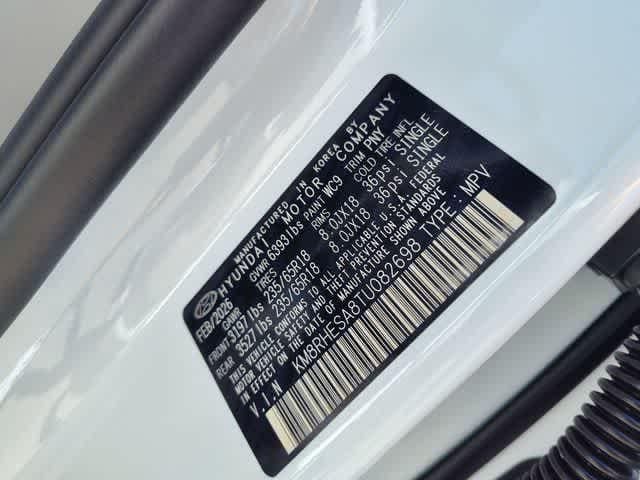 MANUFACTURED IN KOREA BY
HYUNDAI MOTOR COMPANY
FEB/2026 GVWR 6393 lbs PAINT WC9 TRIM PNY
GAWR TIRES RIMS COLD TIRE INFL
FRONT 3197 lbs 235/65R18 8.0JX18 36psi SINGLE
REAR 3527 lbs 235/65R18 8.0JX18 36psi SINGLE
THIS VEHICLE CONFORMS TO ALL APPLICABLE U.S.A. FEDERAL
MOTOR VEHICLE SAFETY AND THEFT PREVENTION STANDARDS
IN EFFECT ON THE DATE OF MANUFACTURE SHOWN ABOVE.
V.I.N KM8RHESA8TU082698 TYPE : MPV